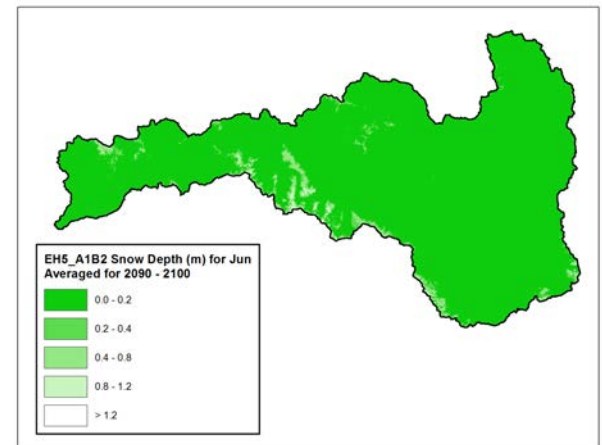 EH5_A1B2 Snow Depth (m) for Jun
Averaged for 2090 - 2100
0.0 - 0.2
0.2 - 0.4
0.4 - 0.8
0.8 - 1.2
> 1.2